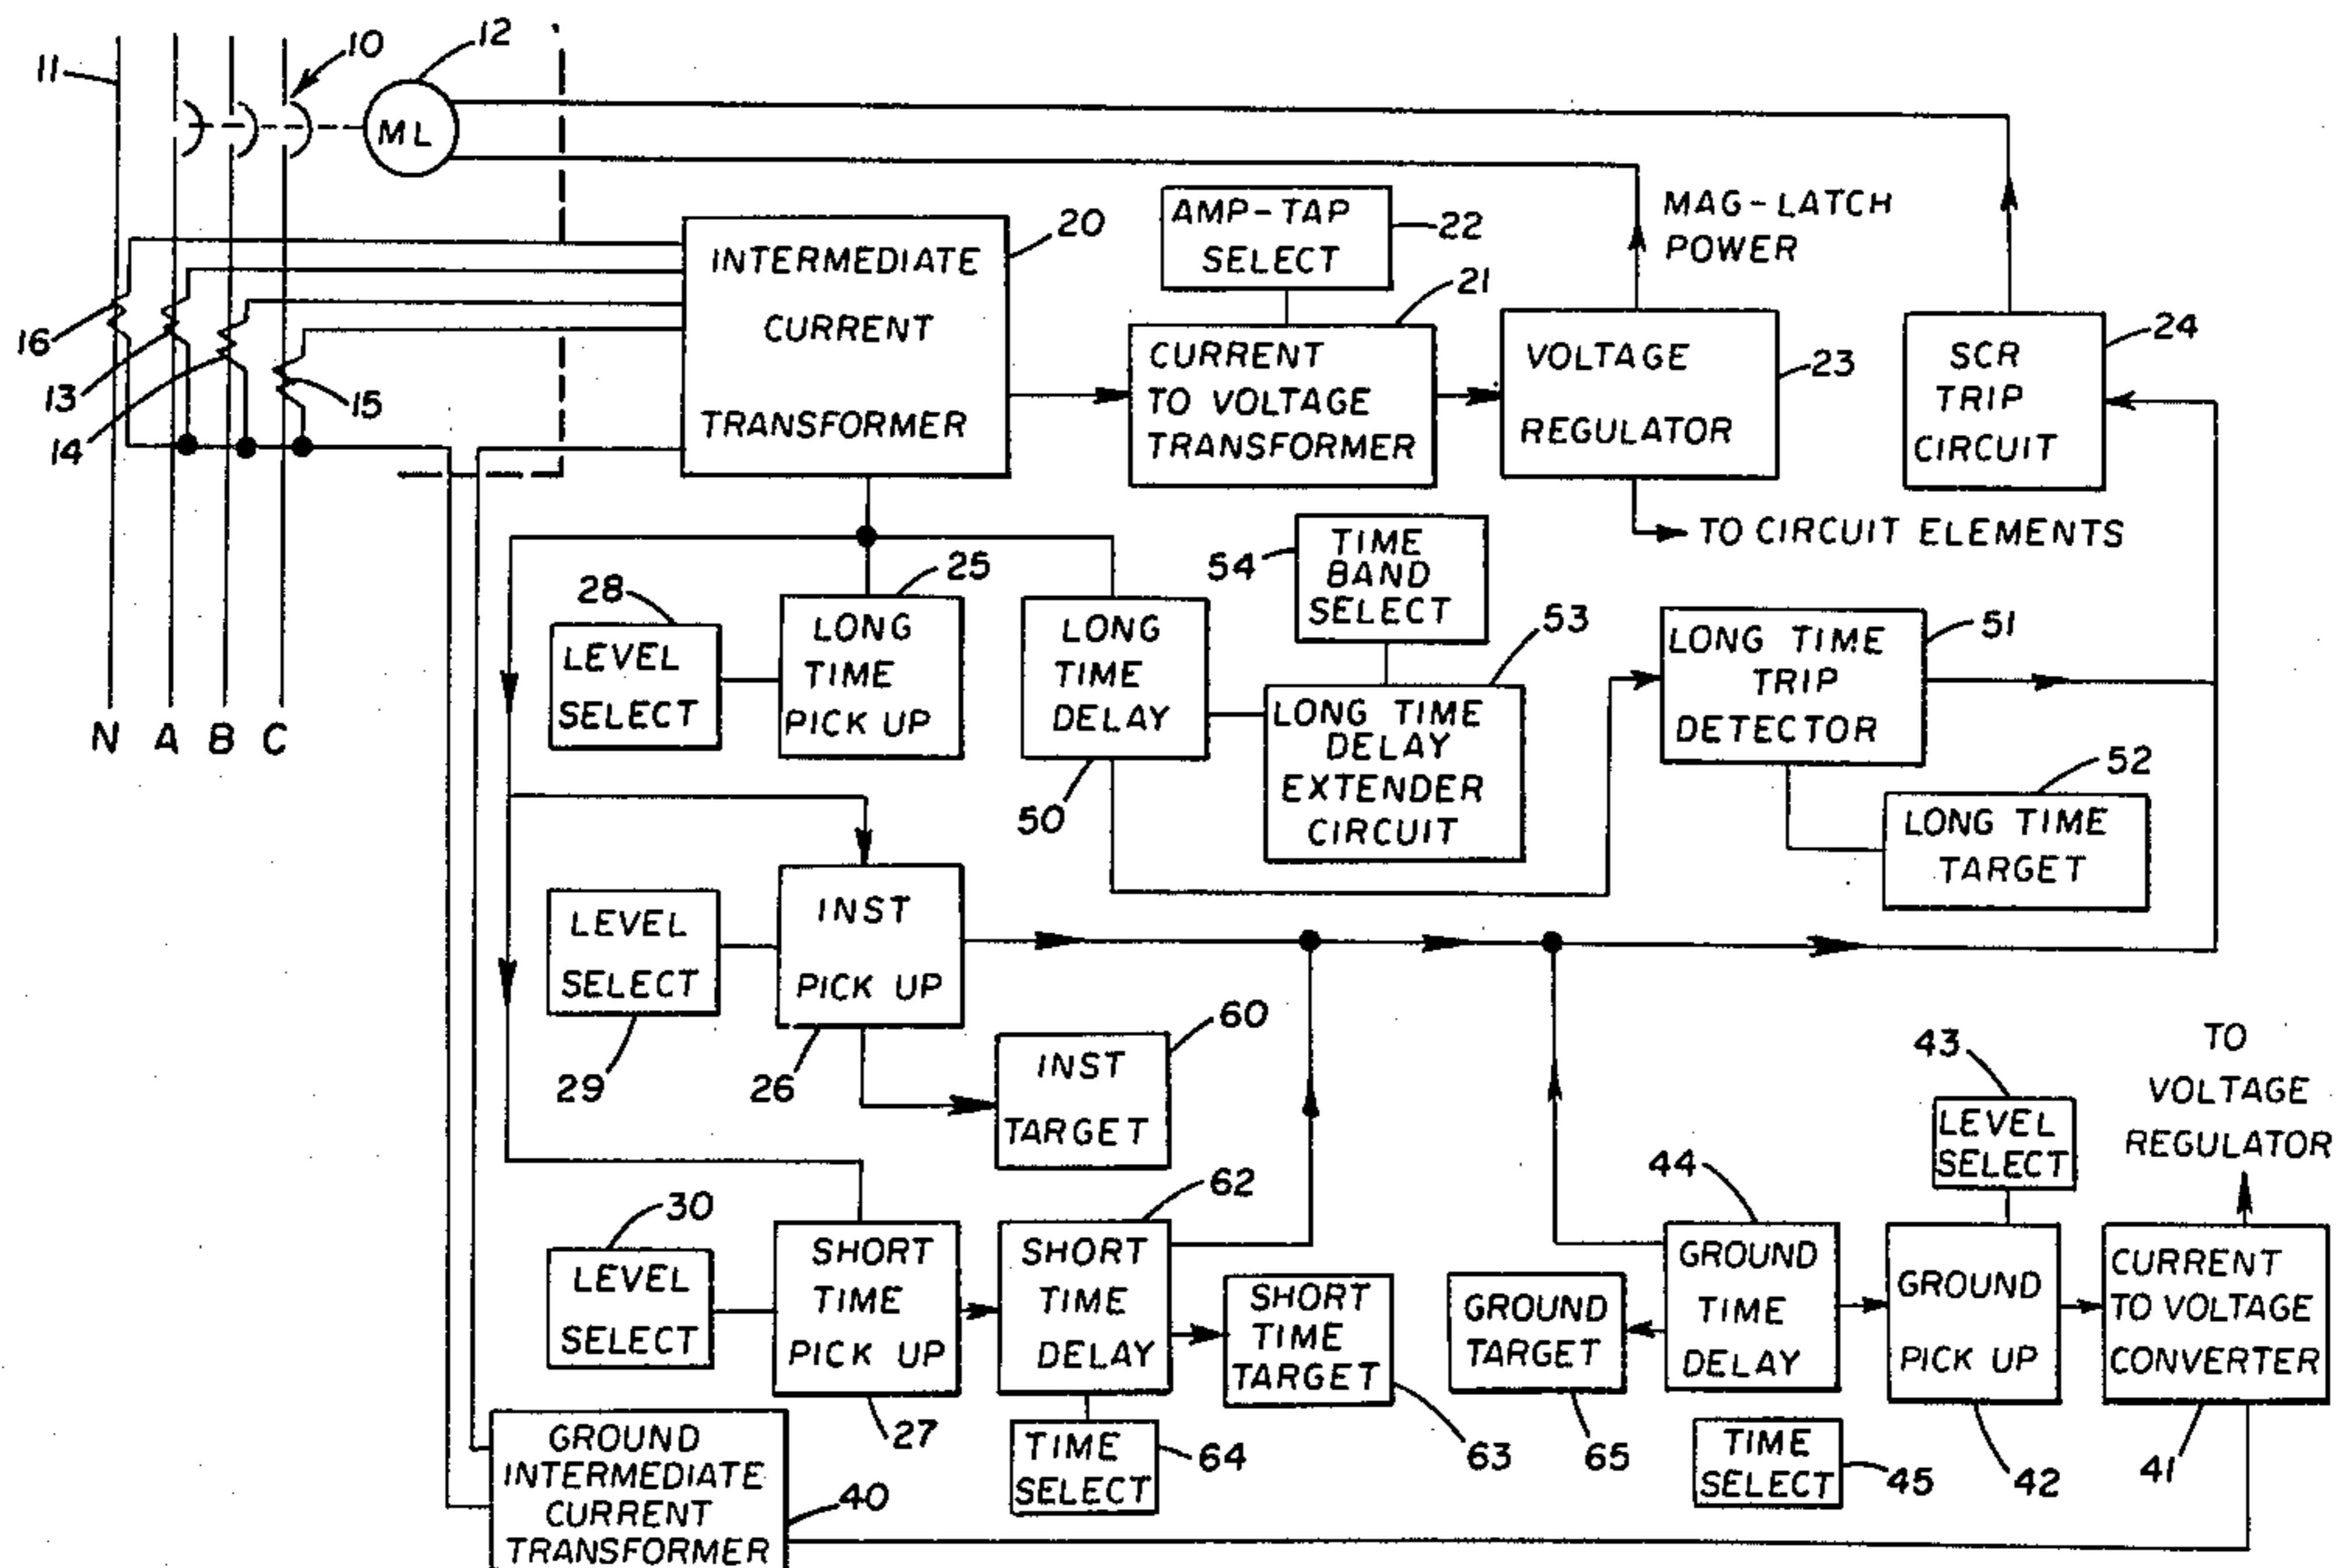 11
10
12
ML
16
13
14
15
N A B C
INTERMEDIATE
CURRENT
TRANSFORMER
20
AMP-TAP
SELECT
22
CURRENT
TO VOLTAGE
TRANSFORMER
21
MAG-LATCH
POWER
VOLTAGE
REGULATOR
23
SCR
TRIP
CIRCUIT
24
TO CIRCUIT ELEMENTS
28
LEVEL
SELECT
25
LONG
TIME
PICK UP
LONG
TIME
DELAY
50
54
TIME
BAND
SELECT
53
LONG TIME
DELAY
EXTENDER
CIRCUIT
LONG TIME
TRIP
DETECTOR
51
52
LONG TIME
TARGET
LEVEL
SELECT
29
INST
PICK UP
26
60
INST
TARGET
30
LEVEL
SELECT
SHORT
TIME
PICK UP
27
62
SHORT
TIME
DELAY
TIME
SELECT
64
SHORT
TIME
TARGET
63
GROUND
TARGET
65
44
GROUND
TIME
DELAY
TIME
SELECT
45
43
LEVEL
SELECT
GROUND
PICK UP
42
TO
VOLTAGE
REGULATOR
CURRENT
TO VOLTAGE
CONVERTER
41
GROUND
INTERMEDIATE
CURRENT
TRANSFORMER
40